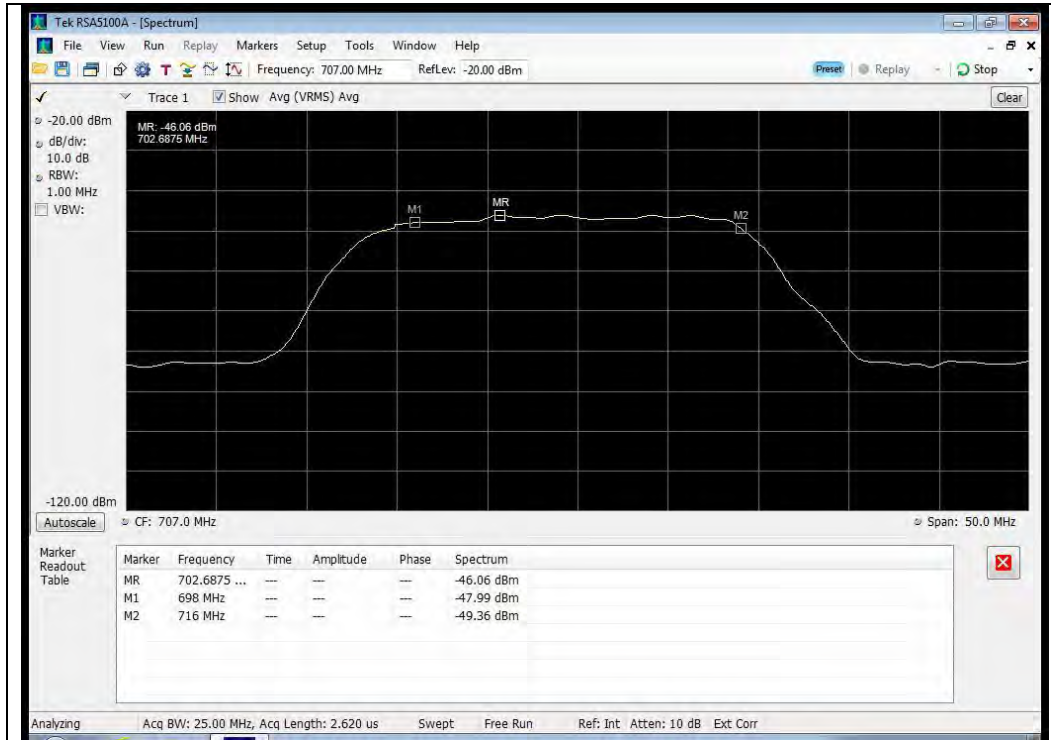 Tek RSA5100A - [Spectrum]
File View Run Replay Markers Setup Tools Window Help
T Frequency: 707.00 MHz RefLev: -20.00 dBm Preset Replay Stop
Trace 1 Show Avg (VRMS) Avg Clear
-20.00 dBm
dB/div:
10.0 dB
RBW:
1.00 MHz
VBW:
MR: -46.06 dBm
702.6875 MHz
M1 MR M2
-120.00 dBm
Autoscale CF: 707.0 MHz Span: 50.0 MHz
Marker
Readout
Table
Marker Frequency Time Amplitude Phase Spectrum
MR 702.6875 ... --- --- --- -46.06 dBm
M1 698 MHz --- --- --- -47.99 dBm
M2 716 MHz --- --- --- -49.36 dBm
Analyzing Acq BW: 25.00 MHz, Acq Length: 2.620 us Swept Free Run Ref: Int Atten: 10 dB Ext Corr